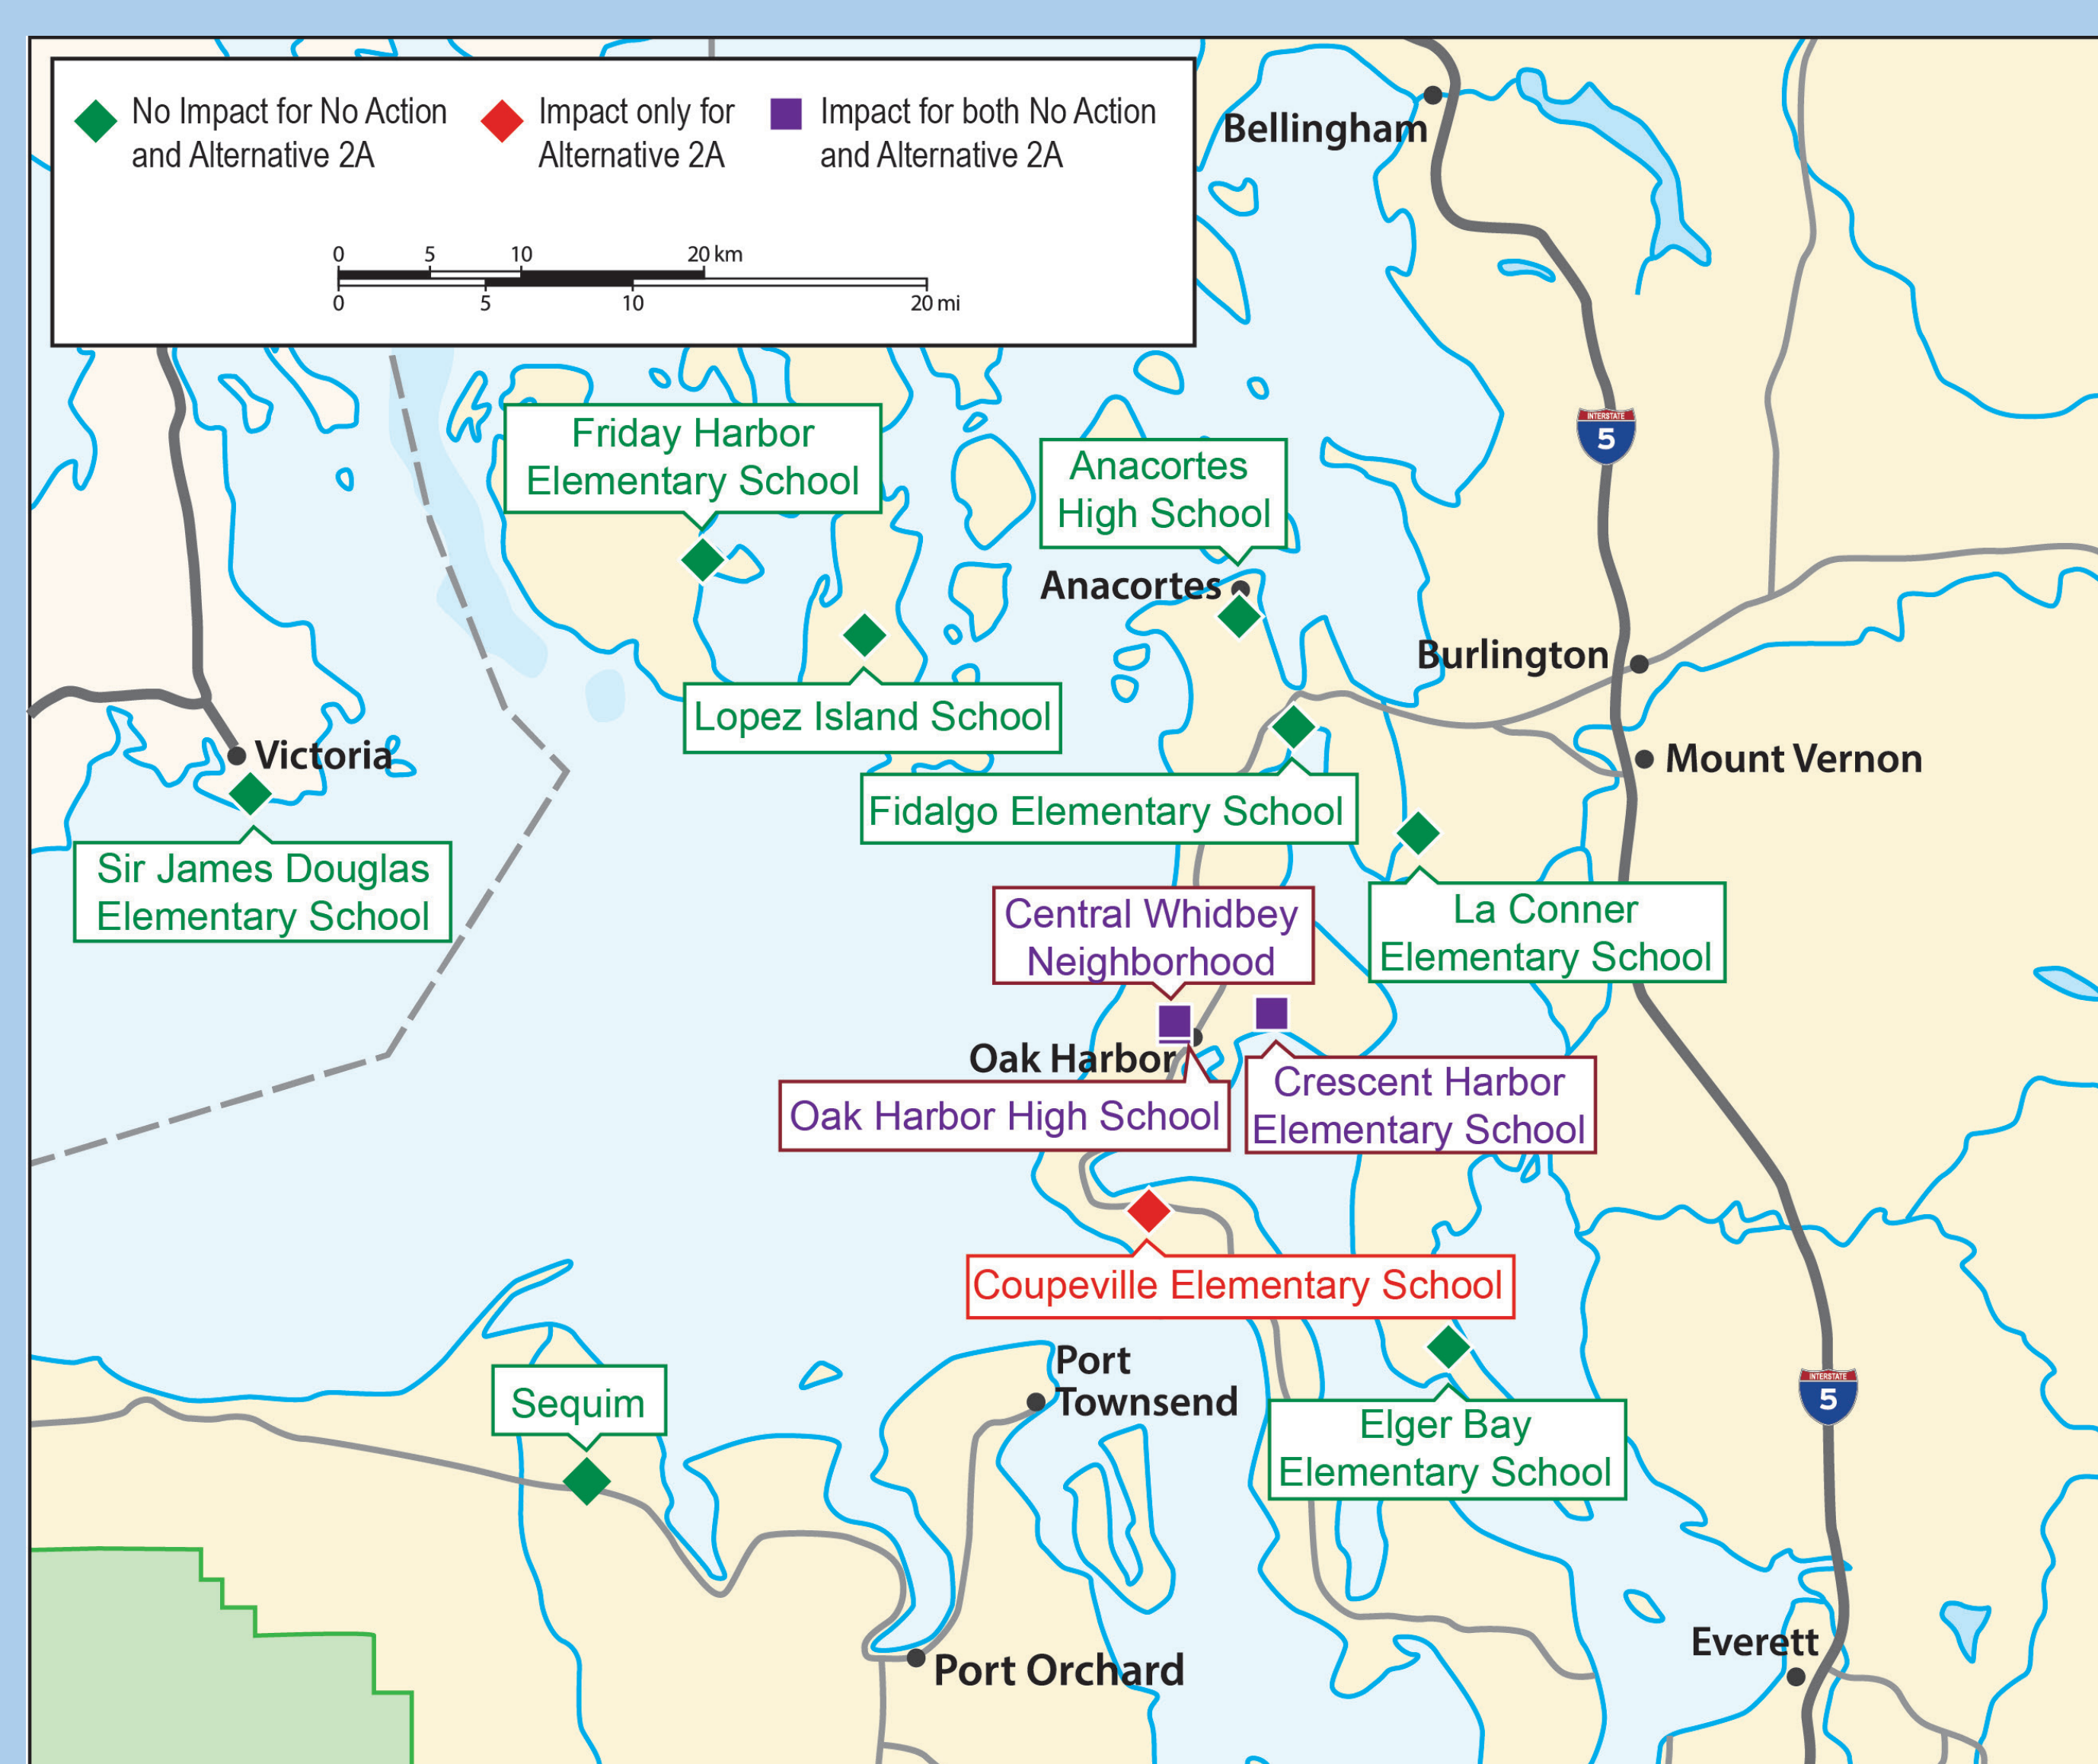 No Impact for No Action
and Alternative 2A
Impact only for
Alternative 2A
Impact for both No Action
and Alternative 2A
0 5 10 20 km
0 5 10 20 mi
Bellingham
INTERSTATE
5
Friday Harbor
Elementary School
Anacortes
High School
Anacortes
Burlington
Lopez Island School
Victoria
Mount Vernon
Fidalgo Elementary School
Sir James Douglas
Elementary School
La Conner
Elementary School
Central Whidbey
Neighborhood
Oak Harbor
Oak Harbor High School
Crescent Harbor
Elementary School
Coupeville Elementary School
Port
Townsend
Sequim
INTERSTATE
5
Elger Bay
Elementary School
Everett
Port Orchard